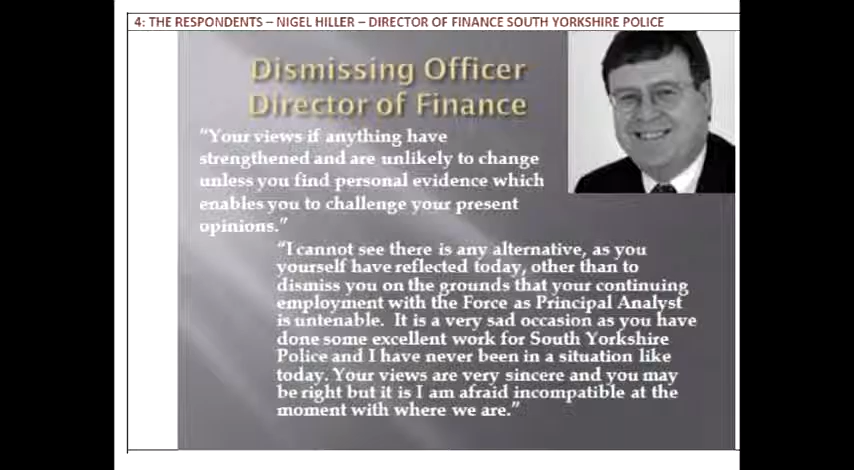 4: THE RESPONDENTS – NIGEL HILLER – DIRECTOR OF FINANCE SOUTH YORKSHIRE POLICE
Dismissing Officer
Director of Finance
"Your views if anything have
strengthened and are unlikely to change
unless you find personal evidence which
enables you to challenge your present
opinions."
"I cannot see there is any alternative, as you
yourself have reflected today, other than to
dismiss you on the grounds that your continuing
employment with the Force as Principal Analyst
is untenable. It is a very sad occasion as you have
done some excellent work for South Yorkshire
Police and I have never been in a situation like
today. Your views are very sincere and you may
be right but it is I am afraid incompatible at the
moment with where we are."